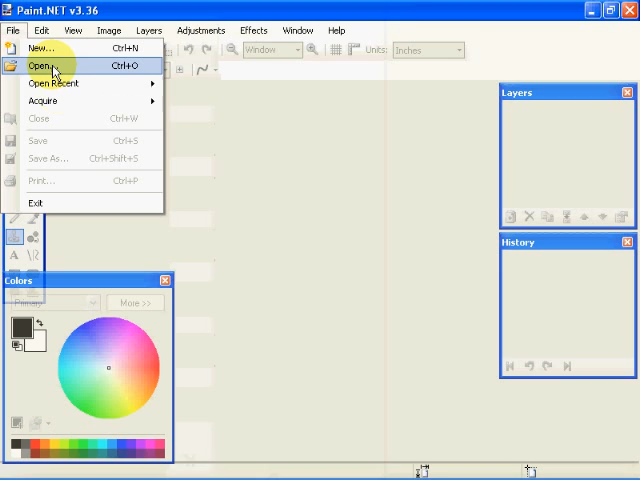 Paint.NET v3.36
File Edit View Image Layers Adjustments Effects Window Help
Window Units: Inches
New... Ctrl+N
Open... Ctrl+O
Open Recent
Acquire
Close Ctrl+W
Save Ctrl+S
Save As... Ctrl+Shift+S
Print... Ctrl+P
Exit
Layers
History
Colors
Primary More >>